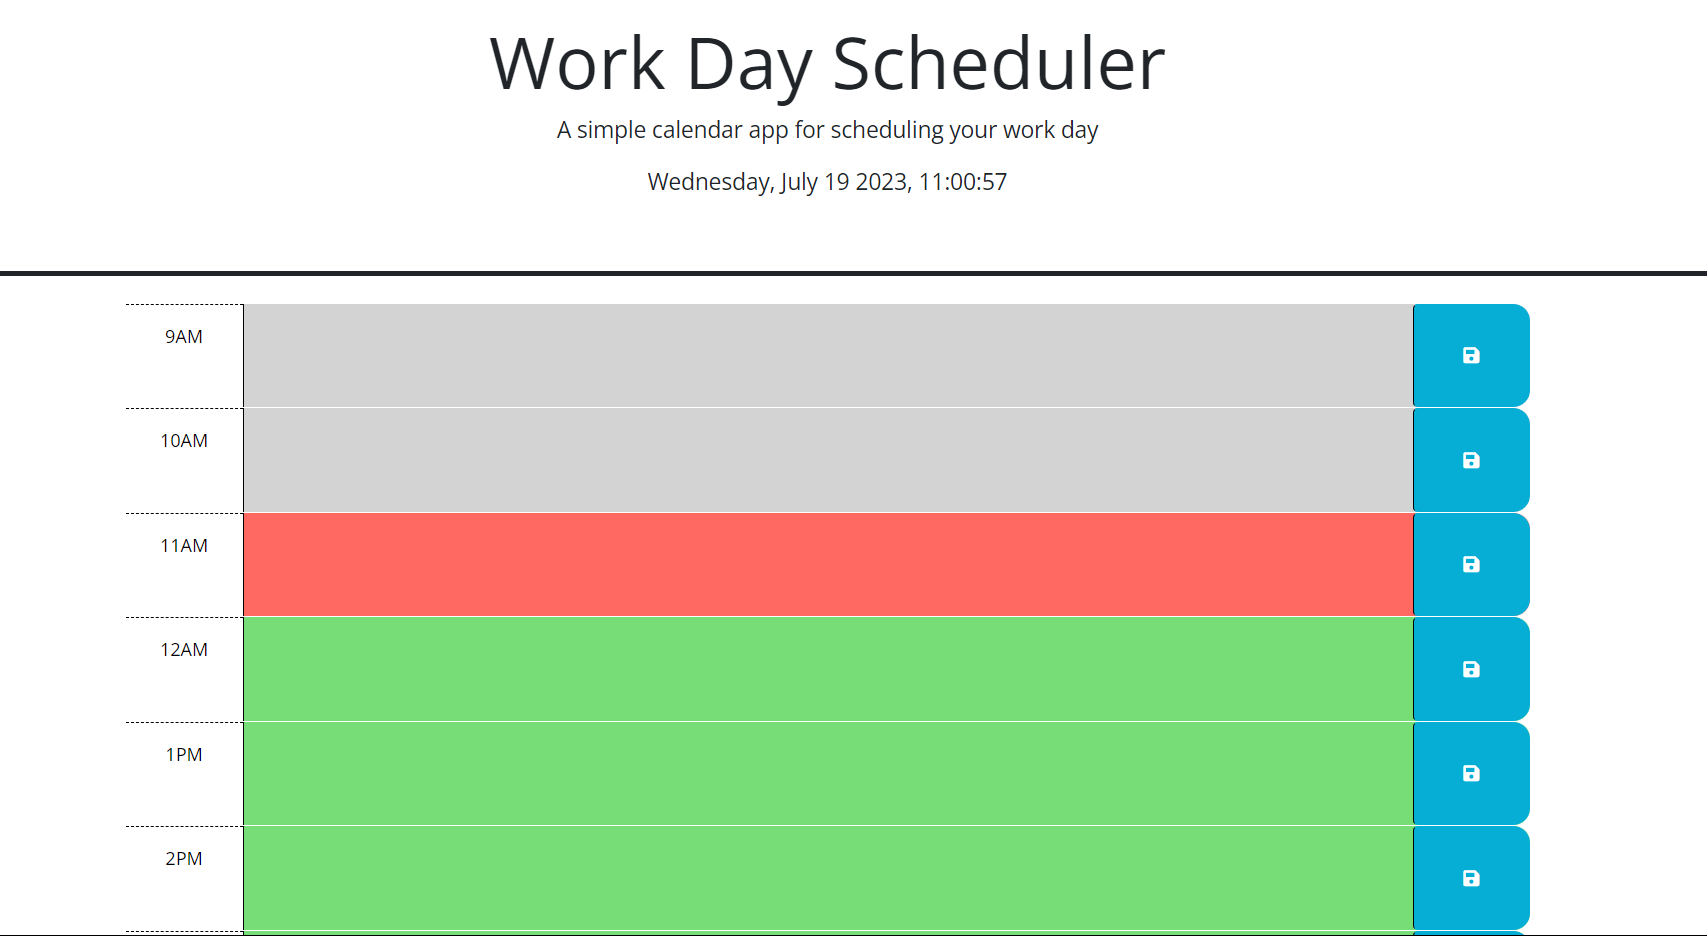 Work Day Scheduler
A simple calendar app for scheduling your work day
Wednesday, July 19 2023, 11:00:57
9AM
10AM
11AM
12AM
1PM
2PM